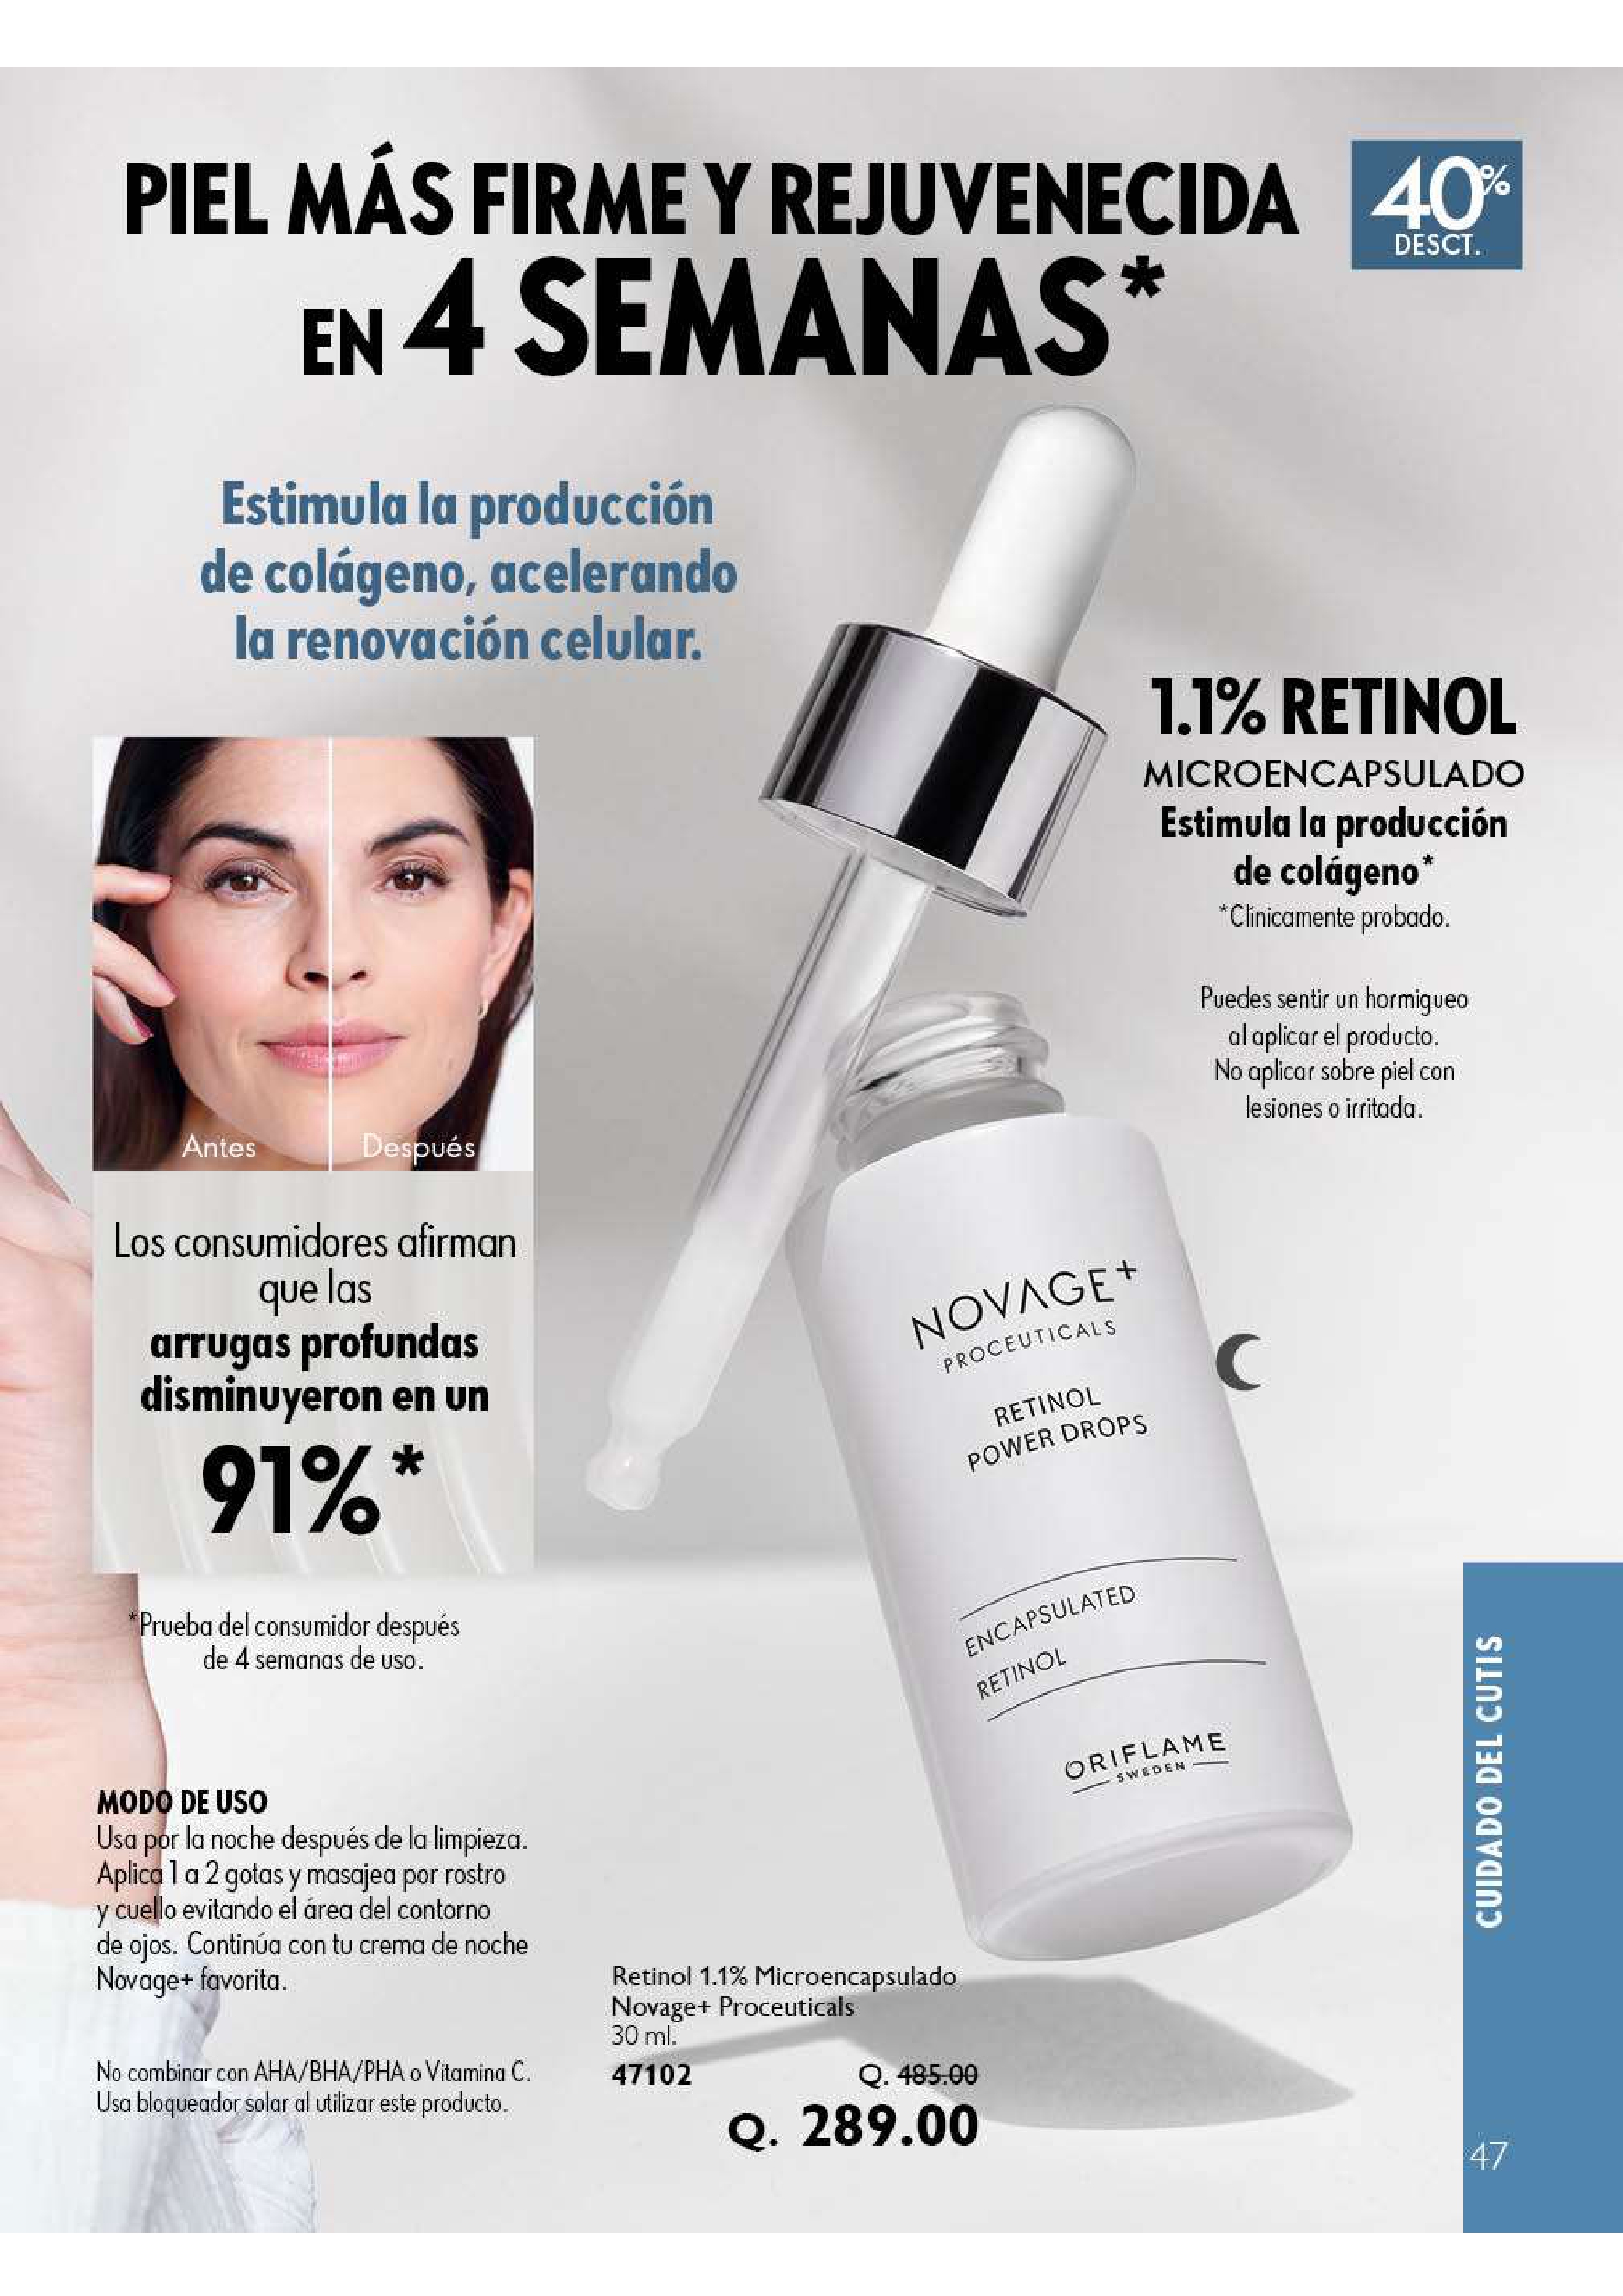 PIEL MÁS FIRME Y REJUVENECIDA
EN 4 SEMANAS*
40%
DESCT.
Estimula la producción
de colágeno, acelerando
la renovación celular.
1.1% RETINOL
MICROENCAPSULADO
Estimula la producción
de colágeno*
*Clínicamente probado.
Puedes sentir un hormigueo
al aplicar el producto.
No aplicar sobre piel con
lesiones o irritada.
Antes
Después
Los consumidores afirman
que las
arrugas profundas
disminuyeron en un
91%*
*Prueba del consumidor después
de 4 semanas de uso.
NOVAGE+
PROCEUTICALS
RETINOL
POWER DROPS
ENCAPSULATED
RETINOL
ORIFLAME
SWEDEN
MODO DE USO
Usa por la noche después de la limpieza.
Aplica 1 a 2 gotas y masajea por rostro
y cuello evitando el área del contorno
de ojos. Continúa con tu crema de noche
Novage+ favorita.
No combinar con AHA/BHA/PHA o Vitamina C.
Usa bloqueador solar al utilizar este producto.
Retinol 1.1% Microencapsulado
Novage+ Proceuticals
30 ml.
47102 Q. 485.00
Q. 289.00
CUIDADO DEL CUTIS
47